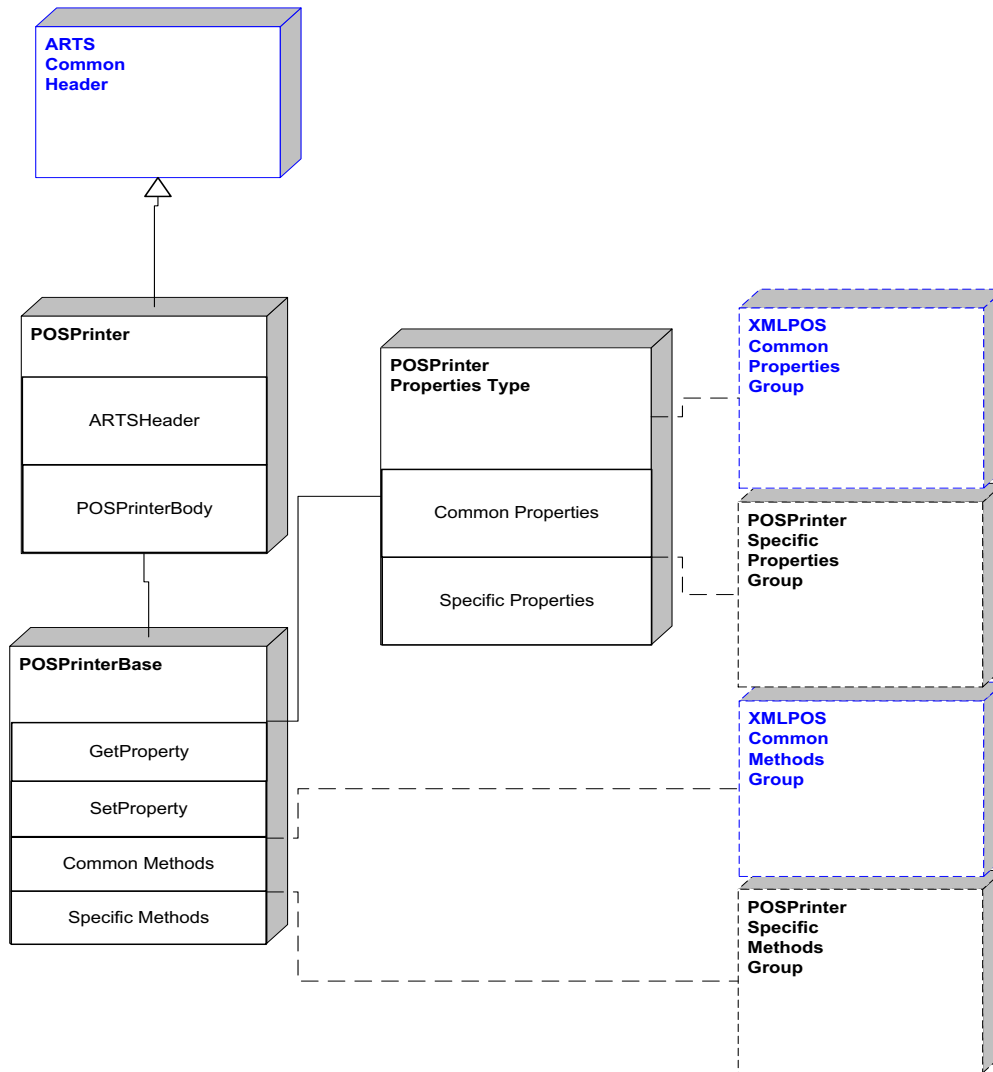 ARTS
Common
Header
POSPrinter
ARTSHeader
POSPrinterBody
POSPrinter
Properties Type
Common Properties
Specific Properties
XMLPOS
Common
Properties
Group
POSPrinter
Specific
Properties
Group
POSPrinterBase
GetProperty
SetProperty
Common Methods
Specific Methods
XMLPOS
Common
Methods
Group
POSPrinter
Specific
Methods
Group